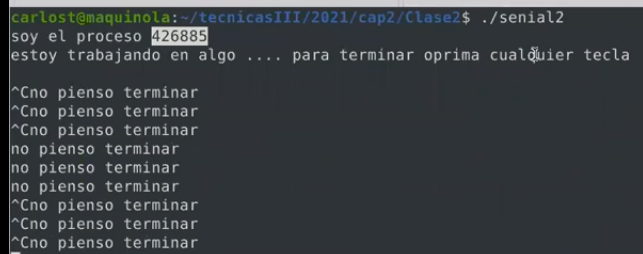 carlost@maquinola:~/tecnicasIII/2021/cap2/Clase2$ ./senial2
soy el proceso 426885
estoy trabajando en algo .... para terminar oprima cualquier tecla
^Cno pienso terminar
^Cno pienso terminar
^Cno pienso terminar
no pienso terminar
no pienso terminar
no pienso terminar
^Cno pienso terminar
^Cno pienso terminar
^Cno pienso terminar